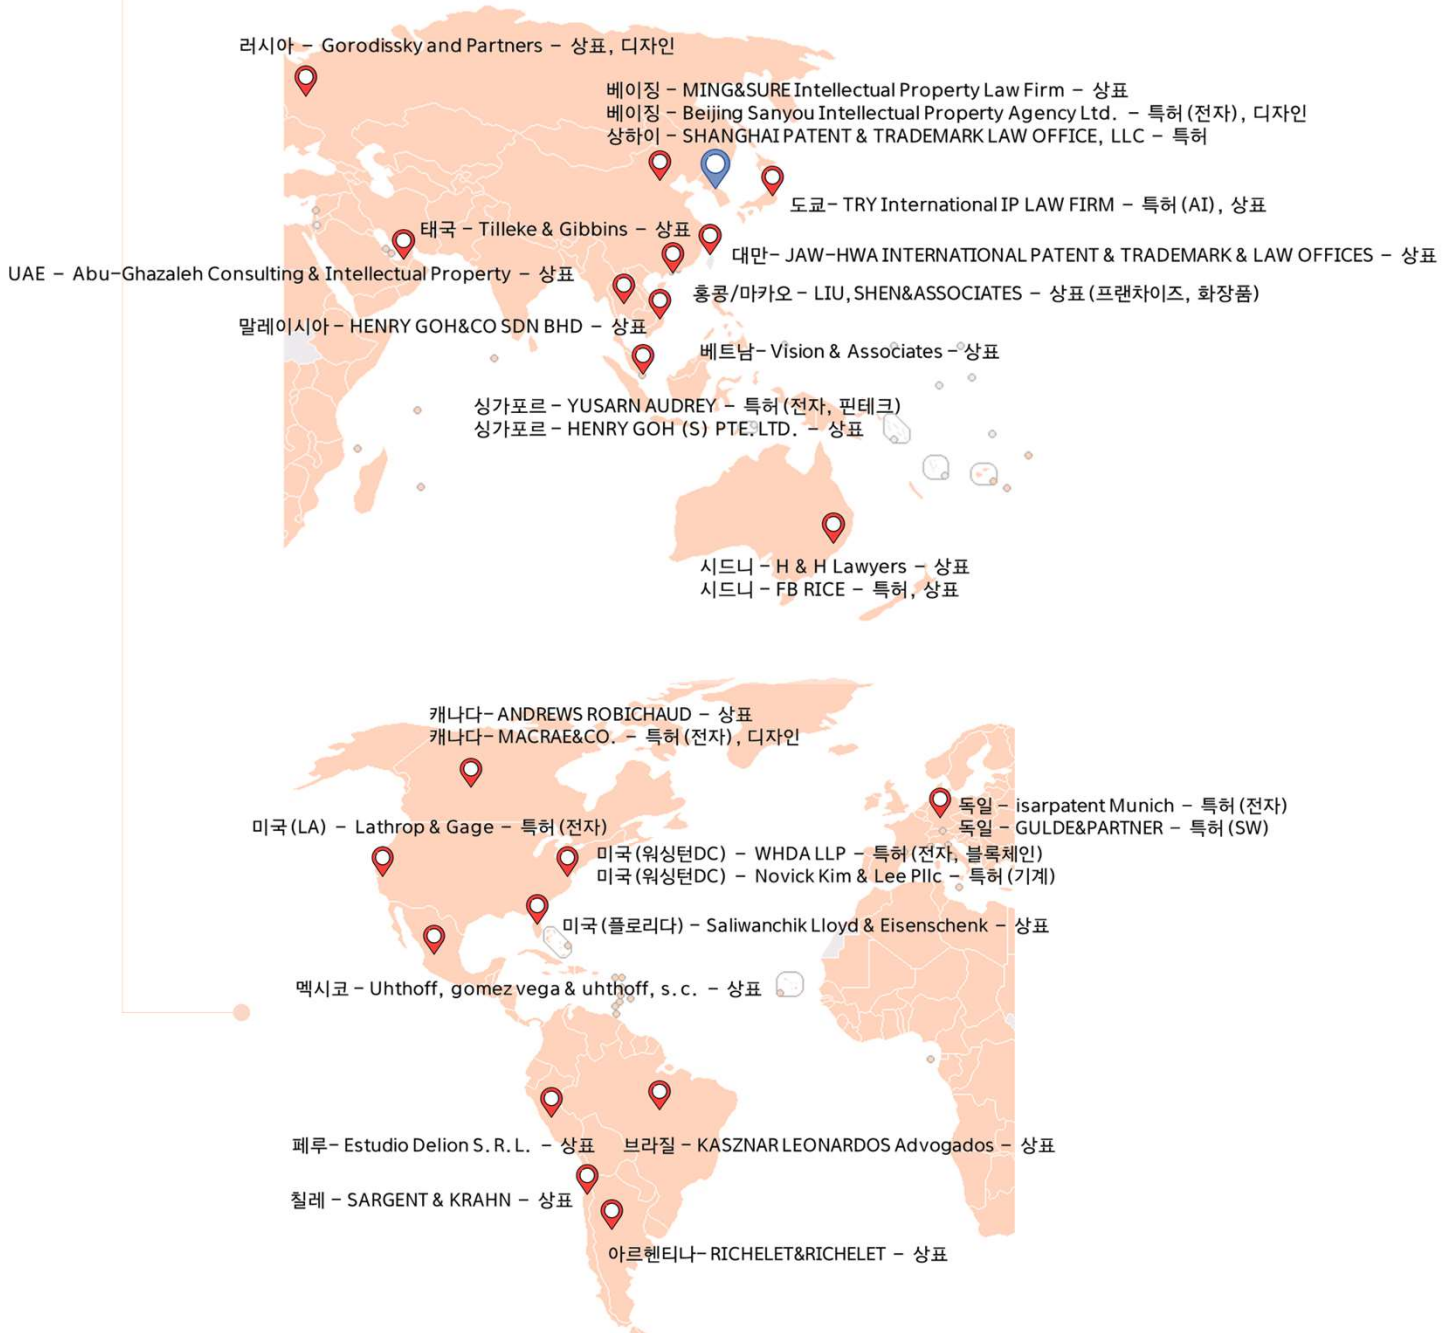 러시아 - Gorodissky and Partners - 상표, 디자인
베이징 - MING&SURE Intellectual Property Law Firm - 상표
베이징 - Beijing Sanyou Intellectual Property Agency Ltd. - 특허(전자), 디자인
상하이 - SHANGHAI PATENT & TRADEMARK LAW OFFICE, LLC - 특허
도쿄- TRY International IP LAW FIRM - 특허(AI), 상표
태국 - Tilleke & Gibbins - 상표
대만- JAW-HWA INTERNATIONAL PATENT & TRADEMARK & LAW OFFICES - 상표
UAE - Abu-Ghazaleh Consulting & Intellectual Property - 상표
홍콩/마카오 - LIU, SHEN&ASSOCIATES - 상표(프랜차이즈, 화장품)
말레이시아 - HENRY GOH&CO SDN BHD - 상표
베트남- Vision & Associates - 상표
싱가포르 - YUSARN AUDREY - 특허(전자, 핀테크)
싱가포르 - HENRY GOH (S) PTE.LTD. - 상표
시드니 - H & H Lawyers - 상표
시드니 - FB RICE - 특허, 상표
캐나다- ANDREWS ROBICHAUD - 상표
캐나다- MACRAE&CO. - 특허(전자), 디자인
독일 - isarpatent Munich - 특허(전자)
독일 - GULDE&PARTNER - 특허(SW)
미국(LA) - Lathrop & Gage - 특허(전자)
미국(워싱턴DC) - WHDA LLP - 특허(전자, 블록체인)
미국(워싱턴DC) - Novick Kim & Lee Pllc - 특허(기계)
미국(플로리다) - Saliwanchik Lloyd & Eisenschenk - 상표
멕시코 - Uhthoff, gomez vega & uhthoff, s.c. - 상표
페루- Estudio Delion S.R.L. - 상표
브라질 - KASZNAR LEONARDOS Advogados - 상표
칠레 - SARGENT & KRAHN - 상표
아르헨티나- RICHELET&RICHELET - 상표